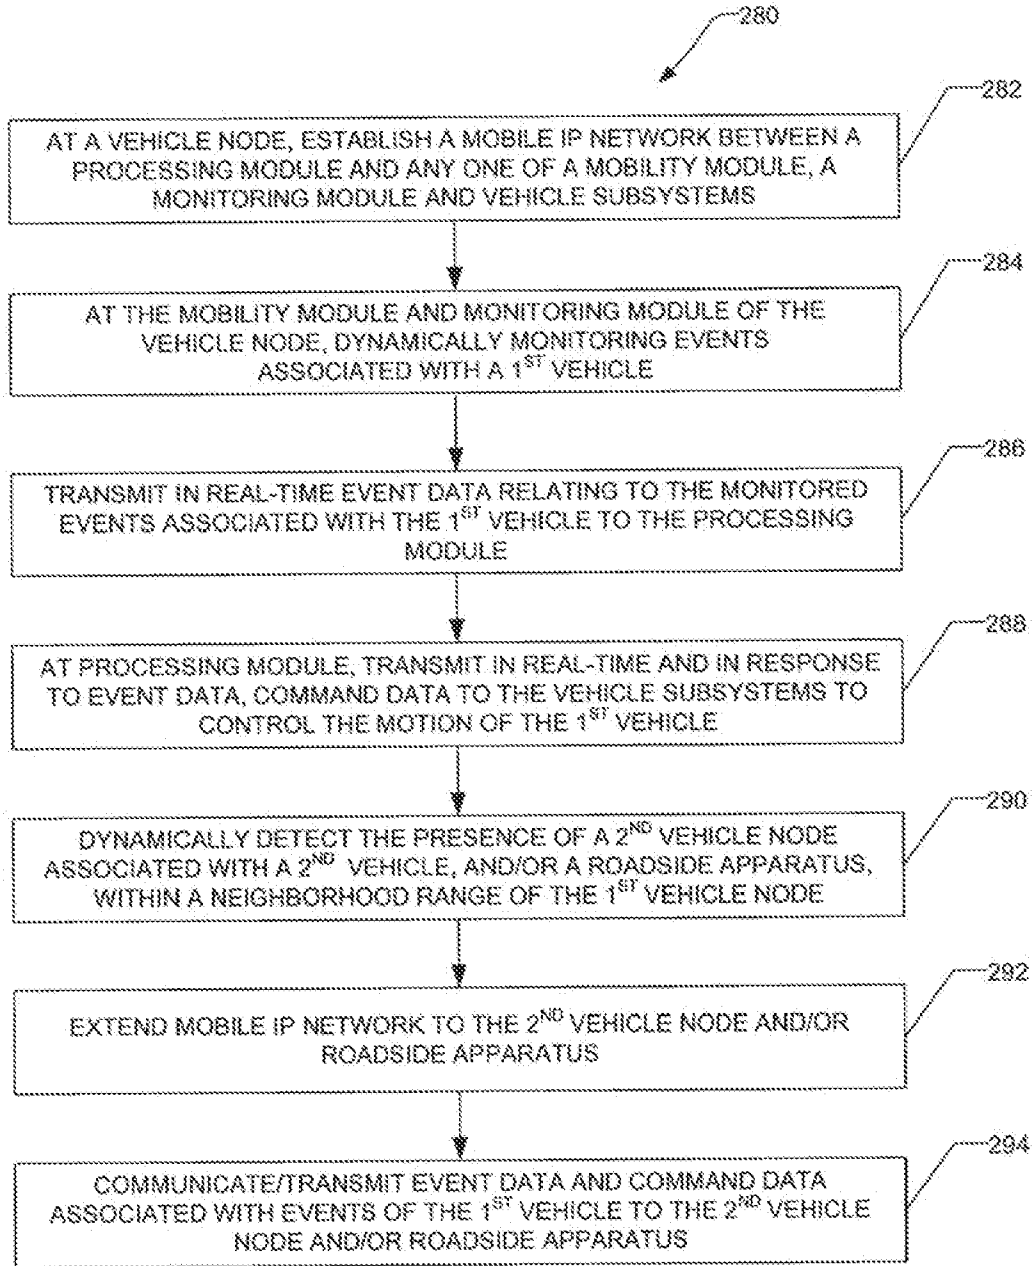 280
282
AT A VEHICLE NODE, ESTABLISH A MOBILE IP NETWORK BETWEEN A
PROCESSING MODULE AND ANY ONE OF A MOBILITY MODULE, A
MONITORING MODULE AND VEHICLE SUBSYSTEMS
284
AT THE MOBILITY MODULE AND MONITORING MODULE OF THE
VEHICLE NODE, DYNAMICALLY MONITORING EVENTS
ASSOCIATED WITH A 1ST VEHICLE
286
TRANSMIT IN REAL-TIME EVENT DATA RELATING TO THE MONITORED
EVENTS ASSOCIATED WITH THE 1ST VEHICLE TO THE PROCESSING
MODULE
288
AT PROCESSING MODULE, TRANSMIT IN REAL-TIME AND IN RESPONSE
TO EVENT DATA, COMMAND DATA TO THE VEHICLE SUBSYSTEMS TO
CONTROL THE MOTION OF THE 1ST VEHICLE
290
DYNAMICALLY DETECT THE PRESENCE OF A 2ND VEHICLE NODE
ASSOCIATED WITH A 2ND VEHICLE, AND/OR A ROADSIDE APPARATUS,
WITHIN A NEIGHBORHOOD RANGE OF THE 1ST VEHICLE NODE
292
EXTEND MOBILE IP NETWORK TO THE 2ND VEHICLE NODE AND/OR
ROADSIDE APPARATUS
294
COMMUNICATE/TRANSMIT EVENT DATA AND COMMAND DATA
ASSOCIATED WITH EVENTS OF THE 1ST VEHICLE TO THE 2ND VEHICLE
NODE AND/OR ROADSIDE APPARATUS